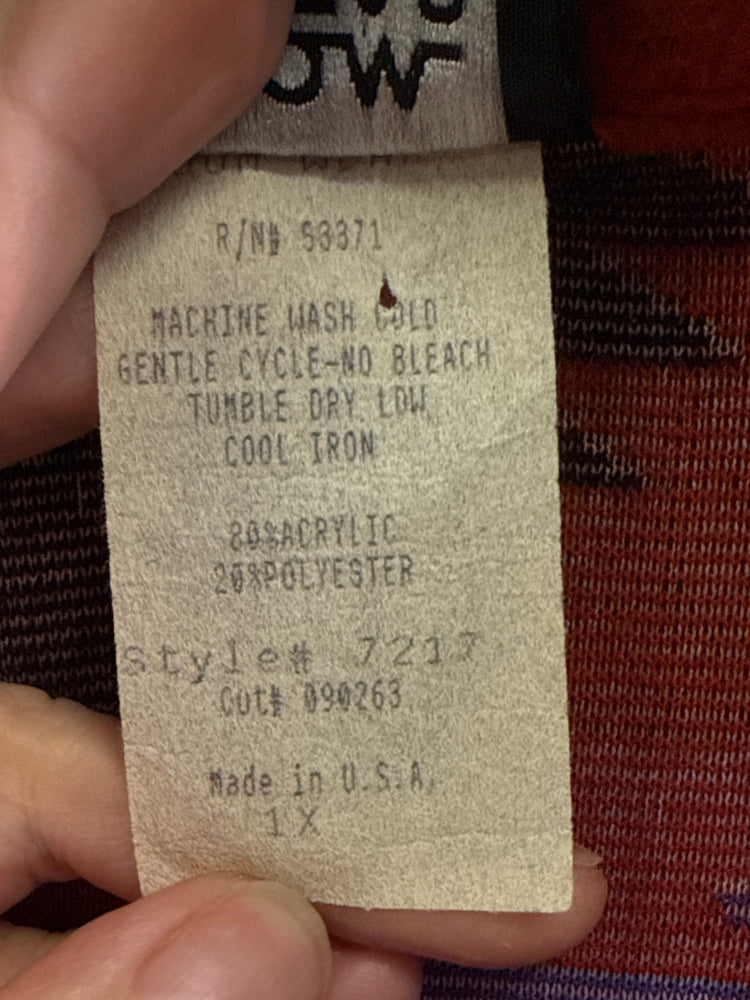 R/N# 93371
MACHINE WASH COLD
GENTLE CYCLE-NO BLEACH
TUMBLE DRY LOW
COOL IRON
80%ACRYLIC
20%POLYESTER
style# 7217
Cut# 090263
Made in U.S.A.
1X